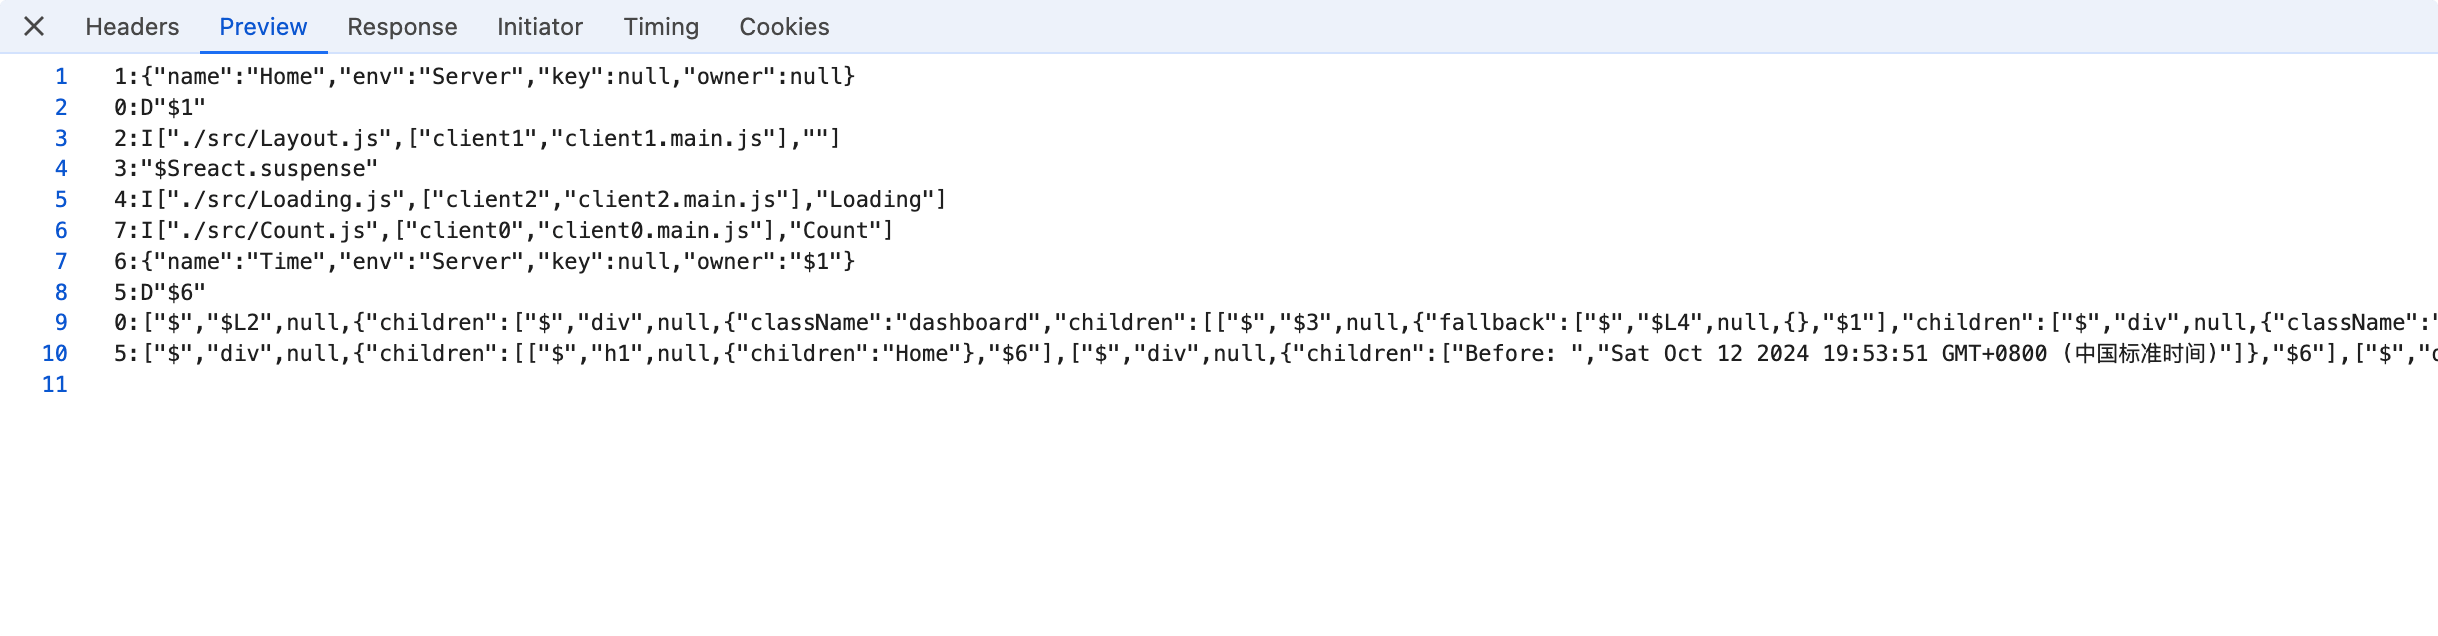 Headers Preview Response Initiator Timing Cookies
1 1:{"name":"Home","env":"Server","key":null,"owner":null}
2 0:D"$1"
3 2:I["./src/Layout.js",["client1","client1.main.js"],""]
4 3:"$Sreact.suspense"
5 4:I["./src/Loading.js",["client2","client2.main.js"],"Loading"]
6 7:I["./src/Count.js",["client0","client0.main.js"],"Count"]
7 6:{"name":"Time","env":"Server","key":null,"owner":"$1"}
8 5:D"$6"
9 0:["$","$L2",null,{"children":["$","div",null,{"className":"dashboard","children":[["$","$3",null,{"fallback":["$","$L4",null,{},"$1"],"children":["$","div",null,{"className":"
10 5:["$","div",null,{"children":[["$","h1",null,{"children":"Home"},"$6"],["$","div",null,{"children":["Before: ","Sat Oct 12 2024 19:53:51 GMT+0800 (中国标准时间)"]},"$6"],["$","
11